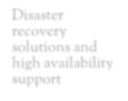 Disaster
recovery
solutions and
high availability
support